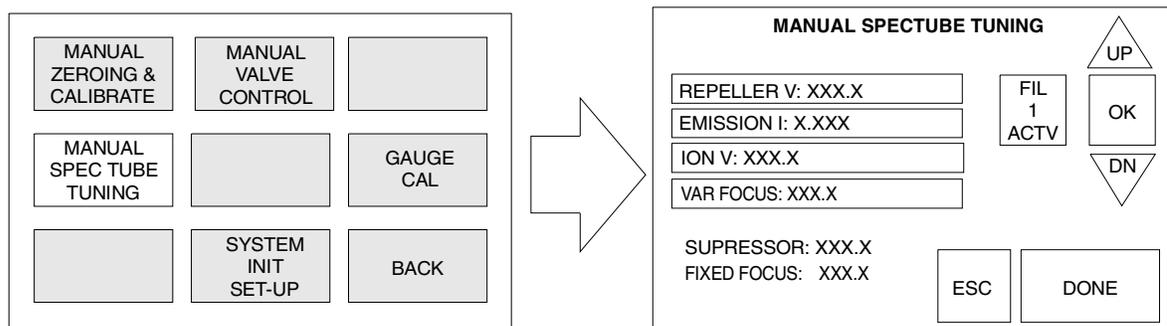 MANUAL
ZEROING &
CALIBRATE
MANUAL
VALVE
CONTROL
MANUAL
SPEC TUBE
TUNING
GAUGE
CAL
SYSTEM
INIT
SET-UP
BACK
MANUAL SPECTUBE TUNING
REPELLER V: XXX.X
EMISSION I: X.XXX
ION V: XXX.X
VAR FOCUS: XXX.X
SUPRESSOR: XXX.X
FIXED FOCUS: XXX.X
FIL
1
ACTV
UP
OK
DN
ESC
DONE